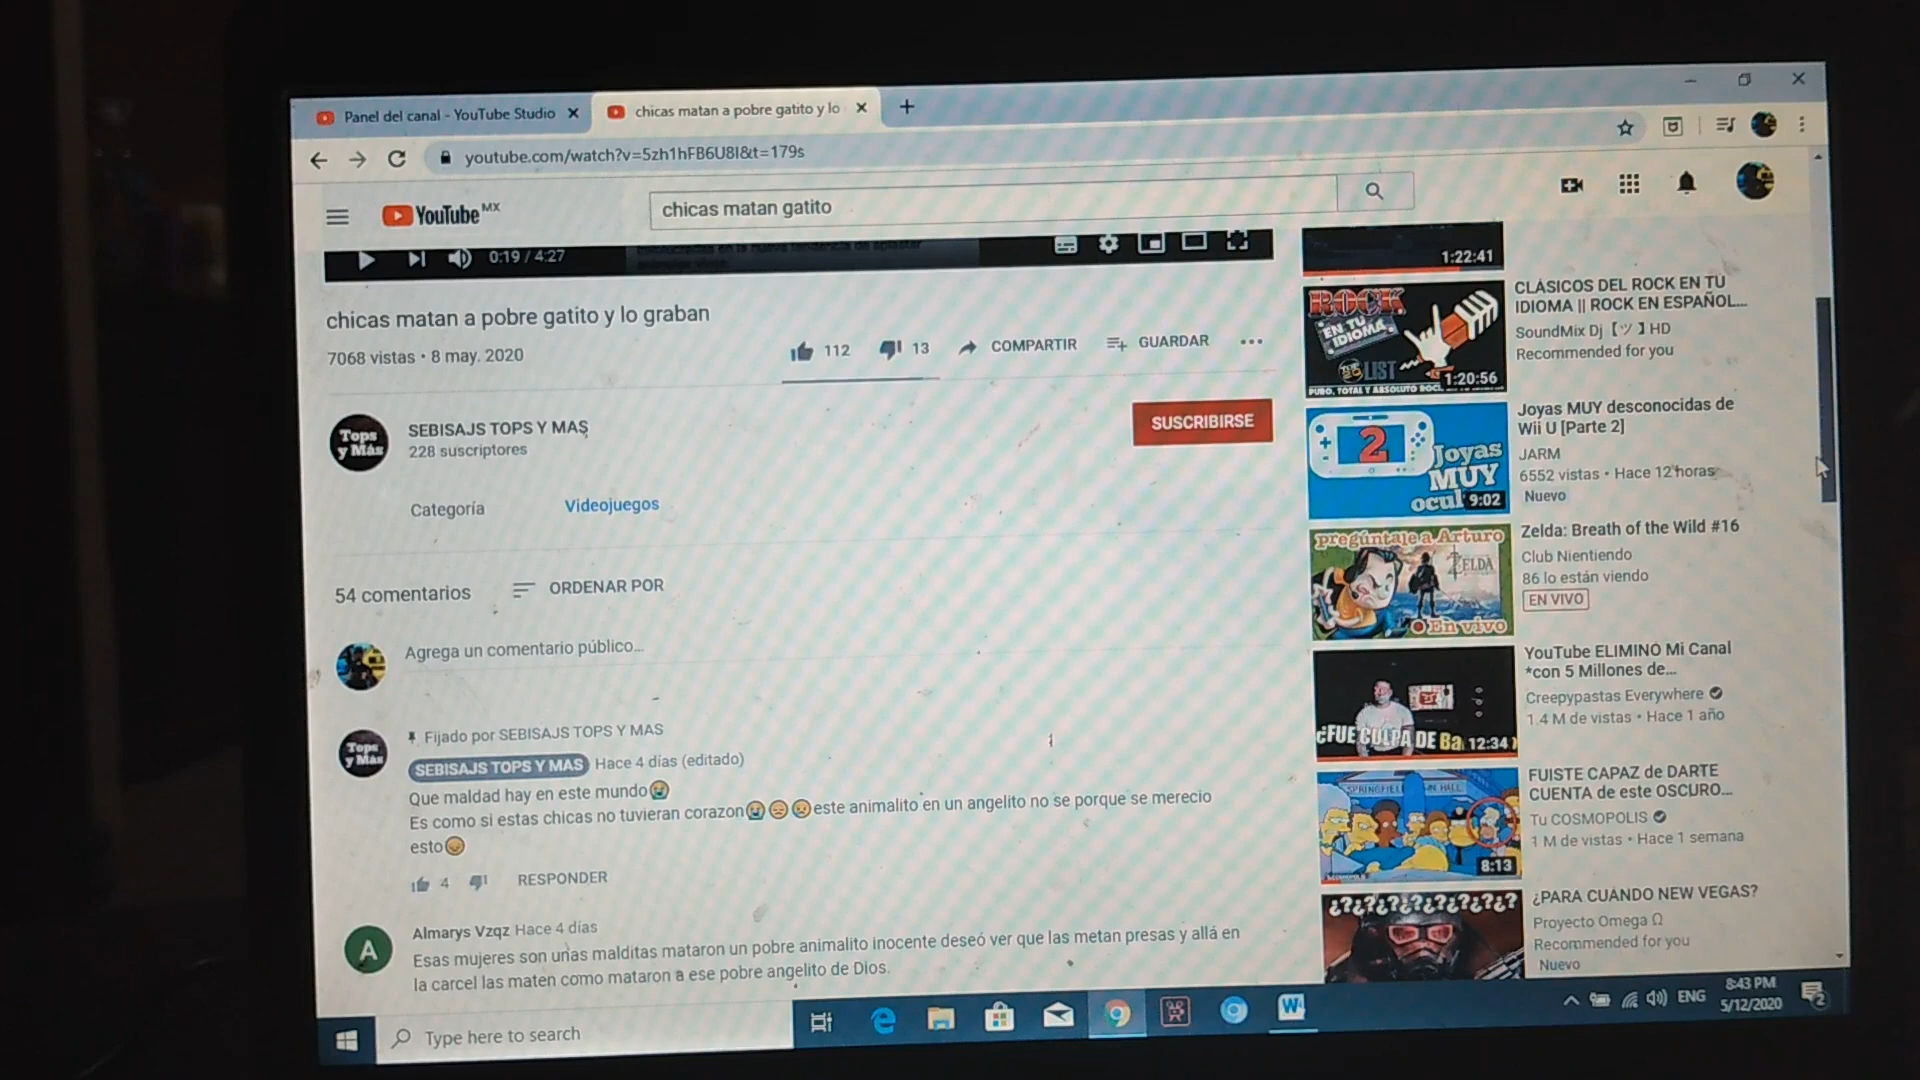 Panel del canal - YouTube Studio
chicas matan a pobre gatito y lo
youtube.com/watch?v=5zh1hFB6U8I&t=179s
YouTube MX
chicas matan gatito
0:19 / 4:27
chicas matan a pobre gatito y lo graban
7068 vistas • 8 may. 2020
112
13
COMPARTIR
GUARDAR
Tops
y Más
SEBISAJS TOPS Y MAS
228 suscriptores
SUSCRIBIRSE
Categoría
Videojuegos
54 comentarios
ORDENAR POR
Agrega un comentario público...
Fijado por SEBISAJS TOPS Y MAS
Tops
y Más
SEBISAJS TOPS Y MAS Hace 4 días (editado)
Que maldad hay en este mundo😭
Es como si estas chicas no tuvieran corazon😭😞😟este animalito en un angelito no se porque se merecio
esto😞
4
RESPONDER
A
Almarys Vzqz Hace 4 días
Esas mujeres son unas malditas mataron un pobre animalito inocente deseó ver que las metan presas y allá en
la carcel las maten como mataron a ese pobre angelito de Dios.
1:22:41
ROCK
EN TU
IDIOMA
LIST
1:20:56
PURO, TOTAL Y ABSOLUTO ROCK
CLÁSICOS DEL ROCK EN TU
IDIOMA || ROCK EN ESPAÑOL...
SoundMix Dj【ツ】HD
Recommended for you
2
Joyas
MUY
ocul
9:02
Joyas MUY desconocidas de
Wii U [Parte 2]
JARM
6552 vistas • Hace 12 horas
Nuevo
pregúntale a Arturo
ZELDA
En vivo
Zelda: Breath of the Wild #16
Club Nientiendo
86 lo están viendo
EN VIVO
¿FUE CULPA DE Ba
12:34
YouTube ELIMINÓ Mi Canal
*con 5 Millones de...
Creepypastas Everywhere
1.4 M de vistas • Hace 1 año
SPRINGFIELD TOWN HALL
8:13
FUISTE CAPAZ de DARTE
CUENTA de este OSCURO...
Tu COSMOPOLIS
1 M de vistas • Hace 1 semana
¿?¿?¿?¿?¿?¿?¿?¿?
¿PARA CUÁNDO NEW VEGAS?
Proyecto Omega Ω
Recommended for you
Nuevo
Type here to search
W
ENG
8:43 PM
5/12/2020
2